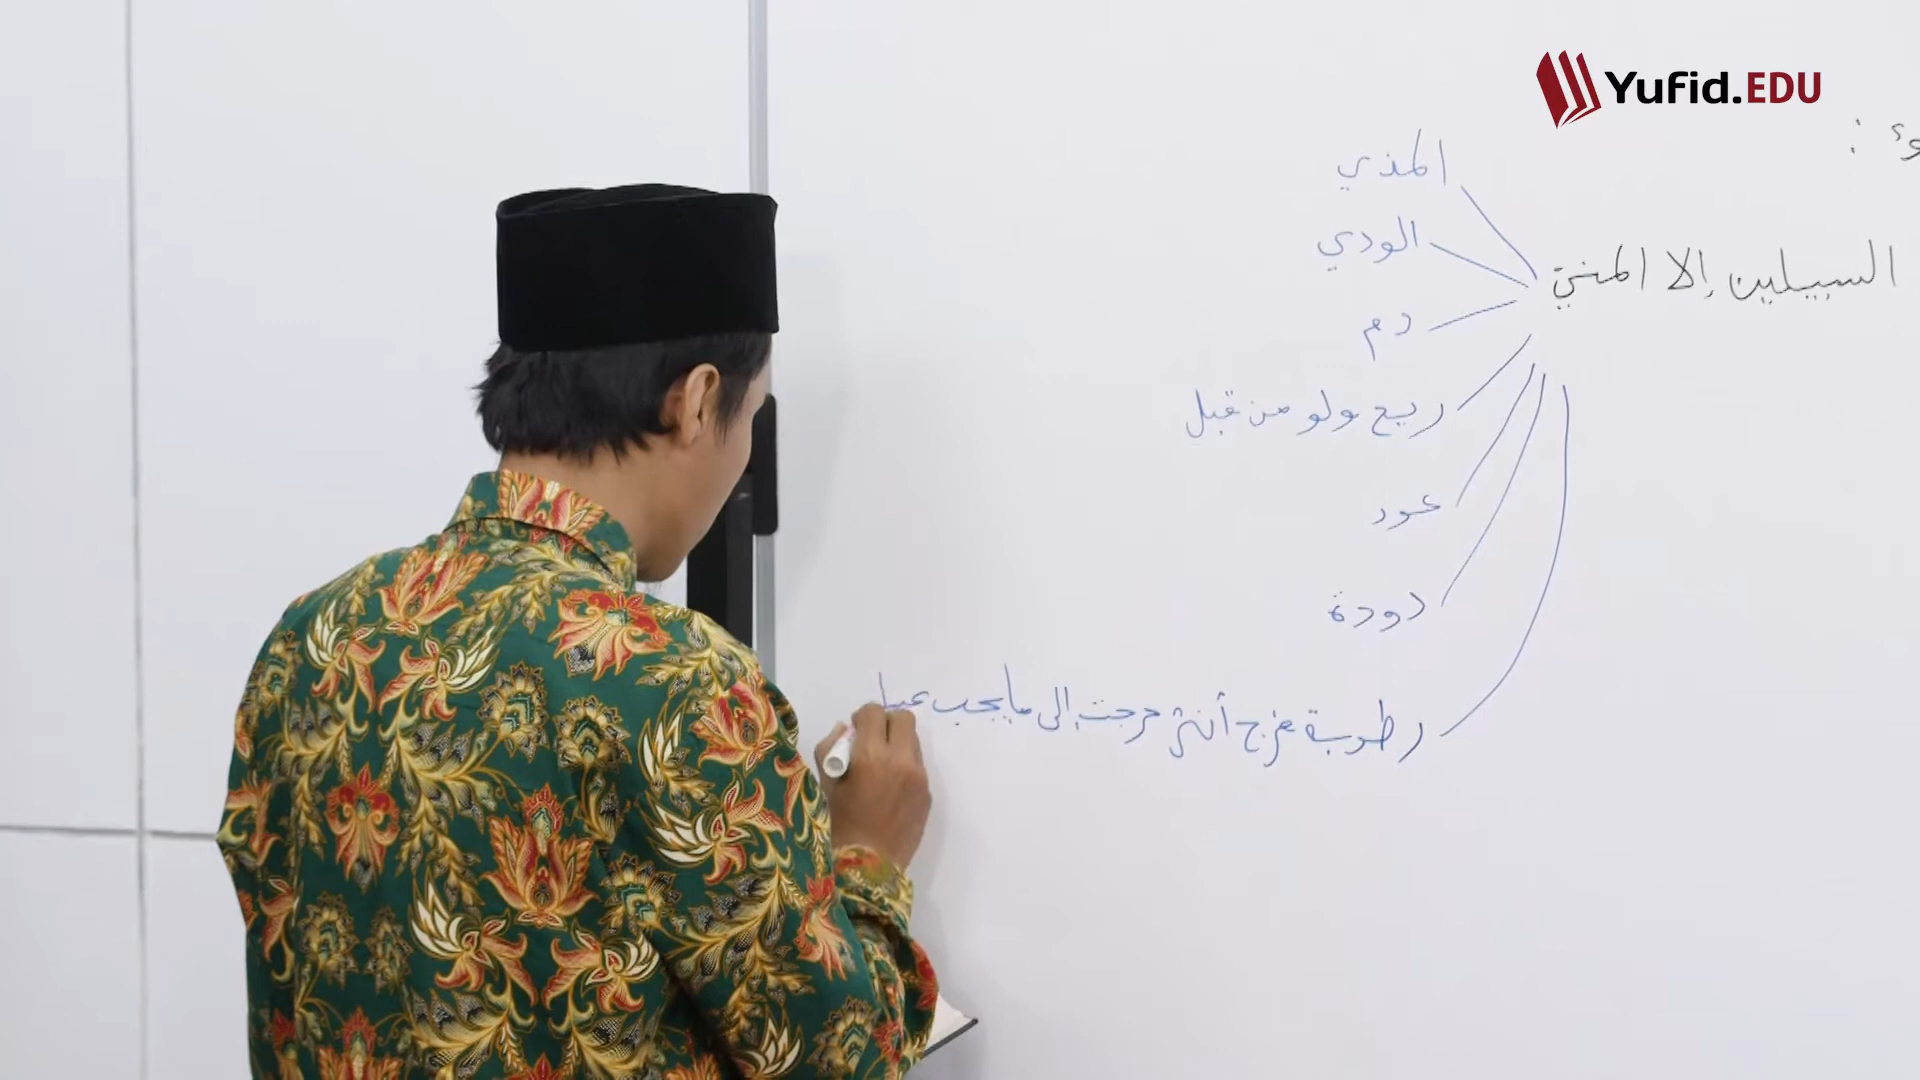 Yufid.EDU
المذي
السبيلين إلا المني
الودي
دم
ريح ولو من قبل
عود
دودة
رطوبة فرج أنثى خرجت إلى ما يجب